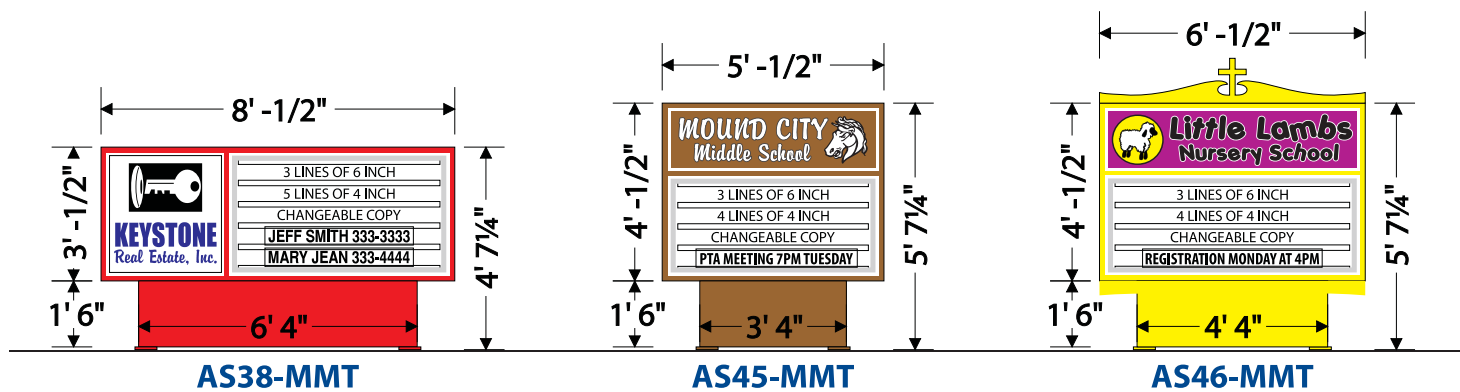 8' -1/2"
3' -1/2"
KEYSTONE
Real Estate, Inc.
3 LINES OF 6 INCH
5 LINES OF 4 INCH
CHANGEABLE COPY
JEFF SMITH 333-3333
MARY JEAN 333-4444
4' 7¼"
1' 6"
6' 4"
AS38-MMT
5' -1/2"
4' -1/2"
MOUND CITY
Middle School
3 LINES OF 6 INCH
4 LINES OF 4 INCH
CHANGEABLE COPY
PTA MEETING 7PM TUESDAY
5' 7¼"
1' 6"
3' 4"
AS45-MMT
6' -1/2"
4' -1/2"
Little Lambs
Nursery School
3 LINES OF 6 INCH
4 LINES OF 4 INCH
CHANGEABLE COPY
REGISTRATION MONDAY AT 4PM
5' 7¼"
1' 6"
4' 4"
AS46-MMT